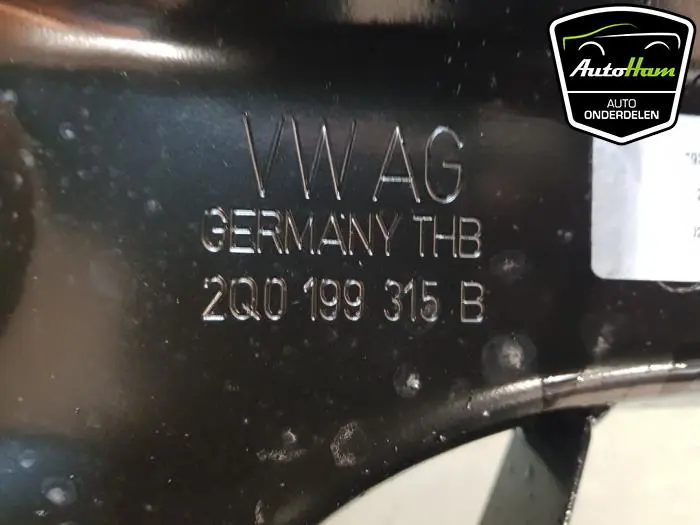 AutoHam
AUTO
ONDERDELEN
VW AG
GERMANY THB
2Q0 199 315 B